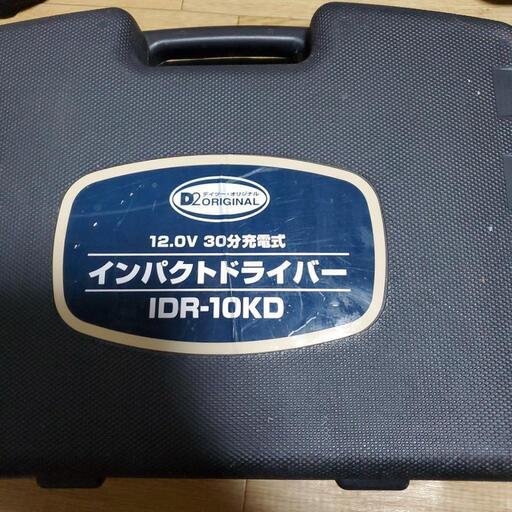 デイツー・オリジナル
D2 ORIGINAL
12.0V 30分充電式
インパクトドライバー
IDR-10KD